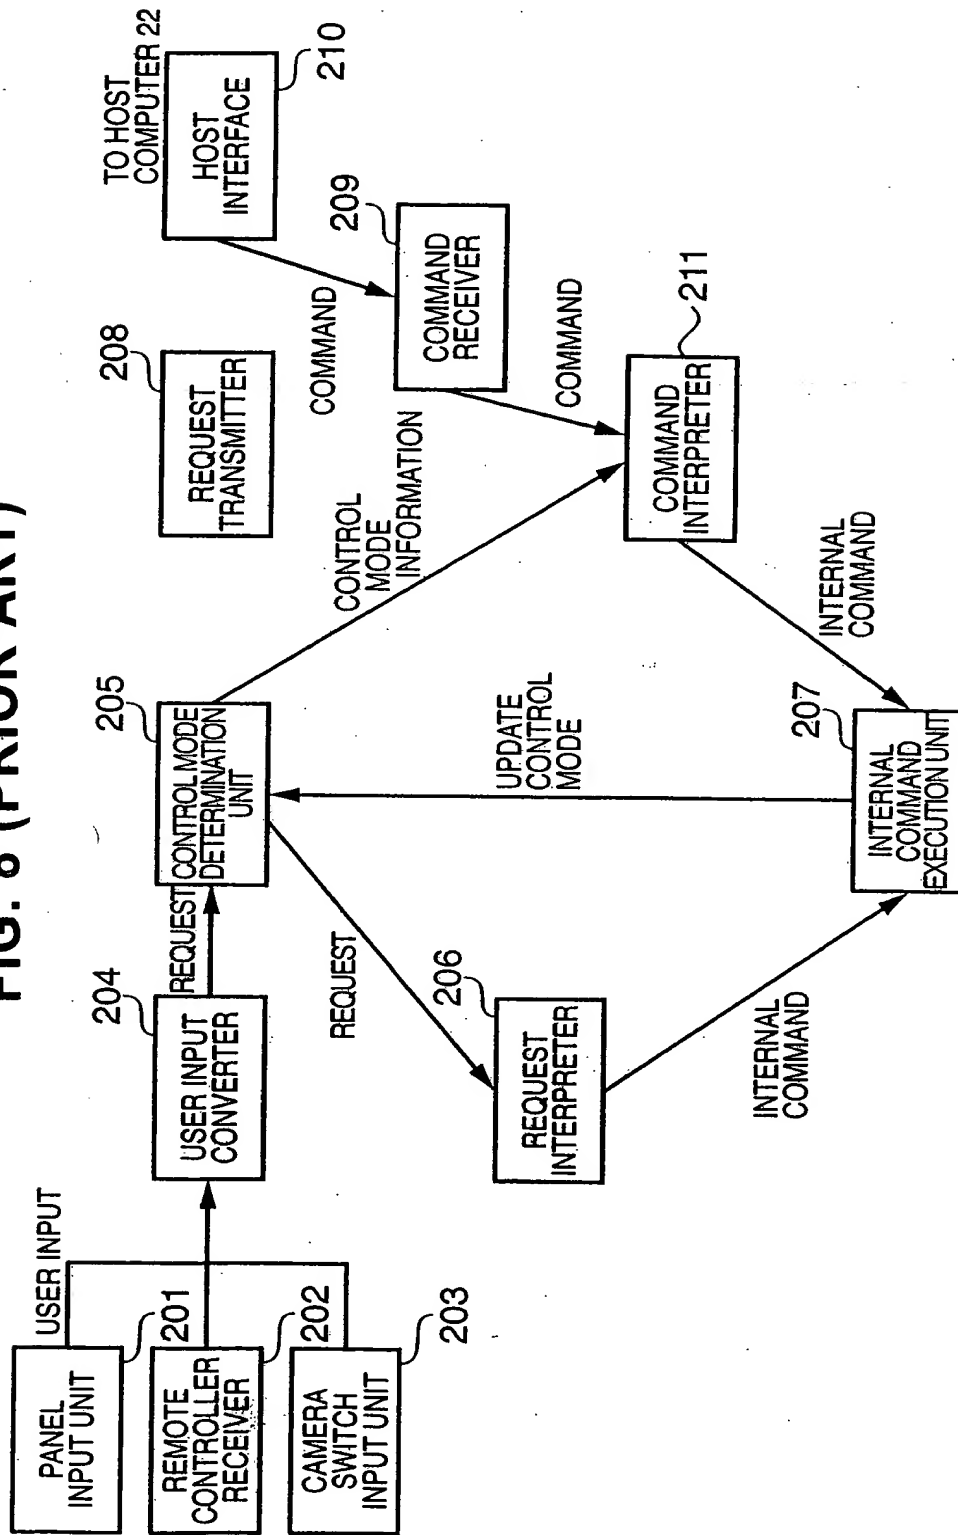 FIG. (PRIOR ART)
PANEL
INPUT UNIT
201
USER INPUT
REMOTE
CONTROLLER
RECEIVER
202
CAMERA
SWITCH
INPUT UNIT
203
204
USER INPUT
CONVERTER
REQUEST
205
CONTROL MODE
DETERMINATION
UNIT
208
REQUEST
TRANSMITTER
TO HOST
COMPUTER 22
HOST
INTERFACE
210
REQUEST
CONTROL
MODE
INFORMATION
COMMAND
209
COMMAND
RECEIVER
206
REQUEST
INTERPRETER
UPDATE
CONTROL
MODE
COMMAND
COMMAND
INTERPRETER
211
INTERNAL
COMMAND
INTERNAL
COMMAND
207
INTERNAL
COMMAND
EXECUTION UNIT